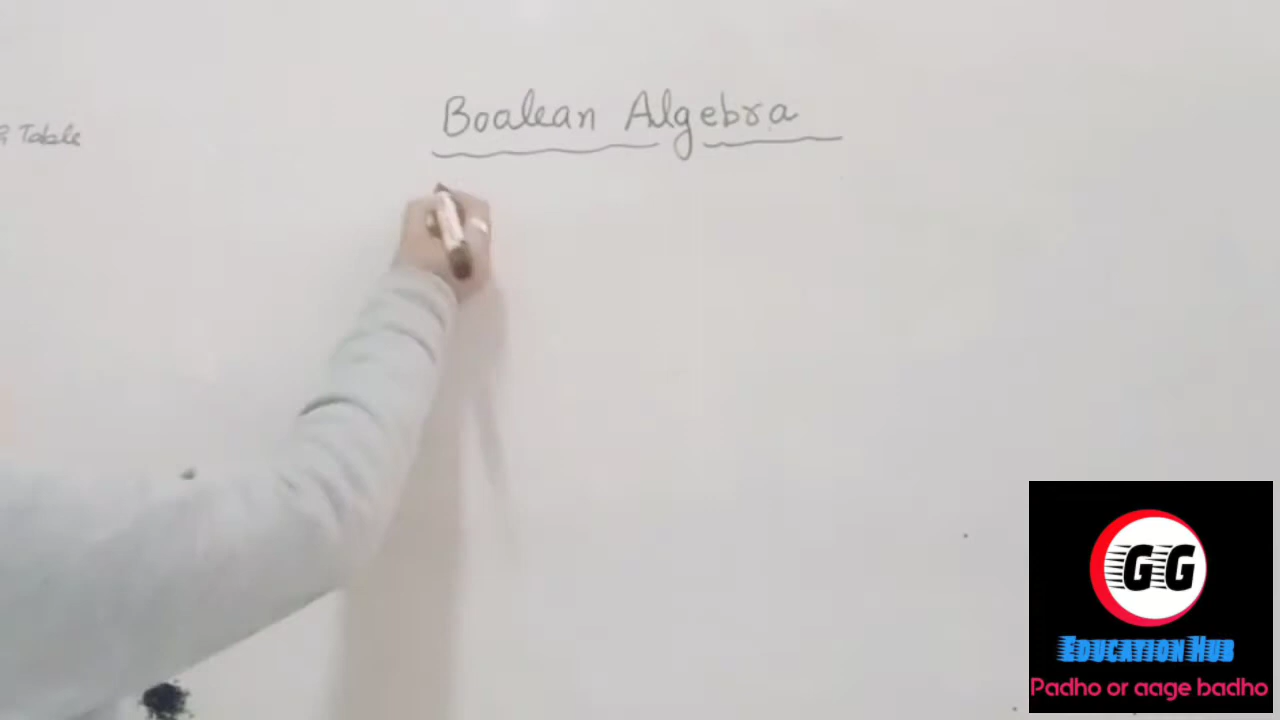 Boolean Algebra
Table
GG
EDUCATION HUB
Padho or aage badho